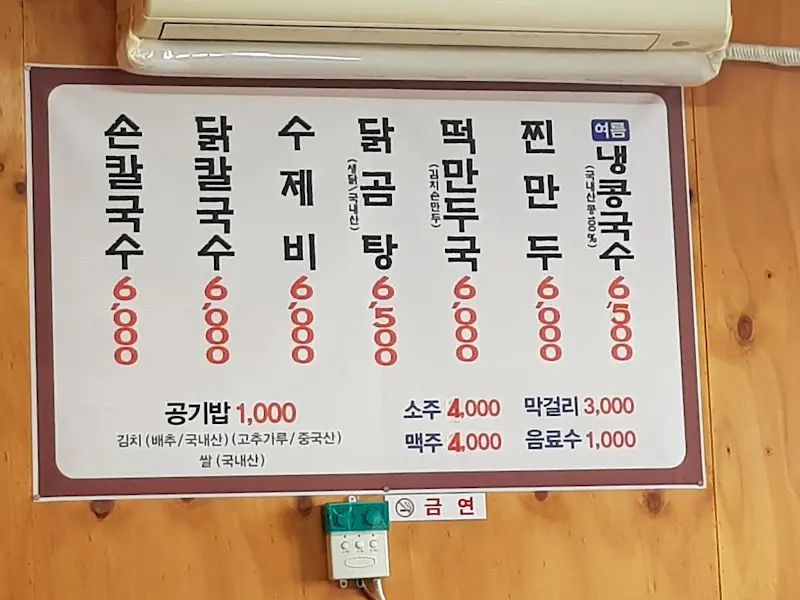 손칼국수 6,000
닭칼국수 6,000
수제비 6,000
닭곰탕 6,500
(생닭/국내산)
떡만두국 6,000
(김치손만두)
찐만두 6,000
여름
냉콩국수 6,500
(국내산콩100%)
공기밥 1,000
김치 (배추/국내산) (고추가루/중국산)
쌀 (국내산)
소주 4,000 막걸리 3,000
맥주 4,000 음료수 1,000
금연